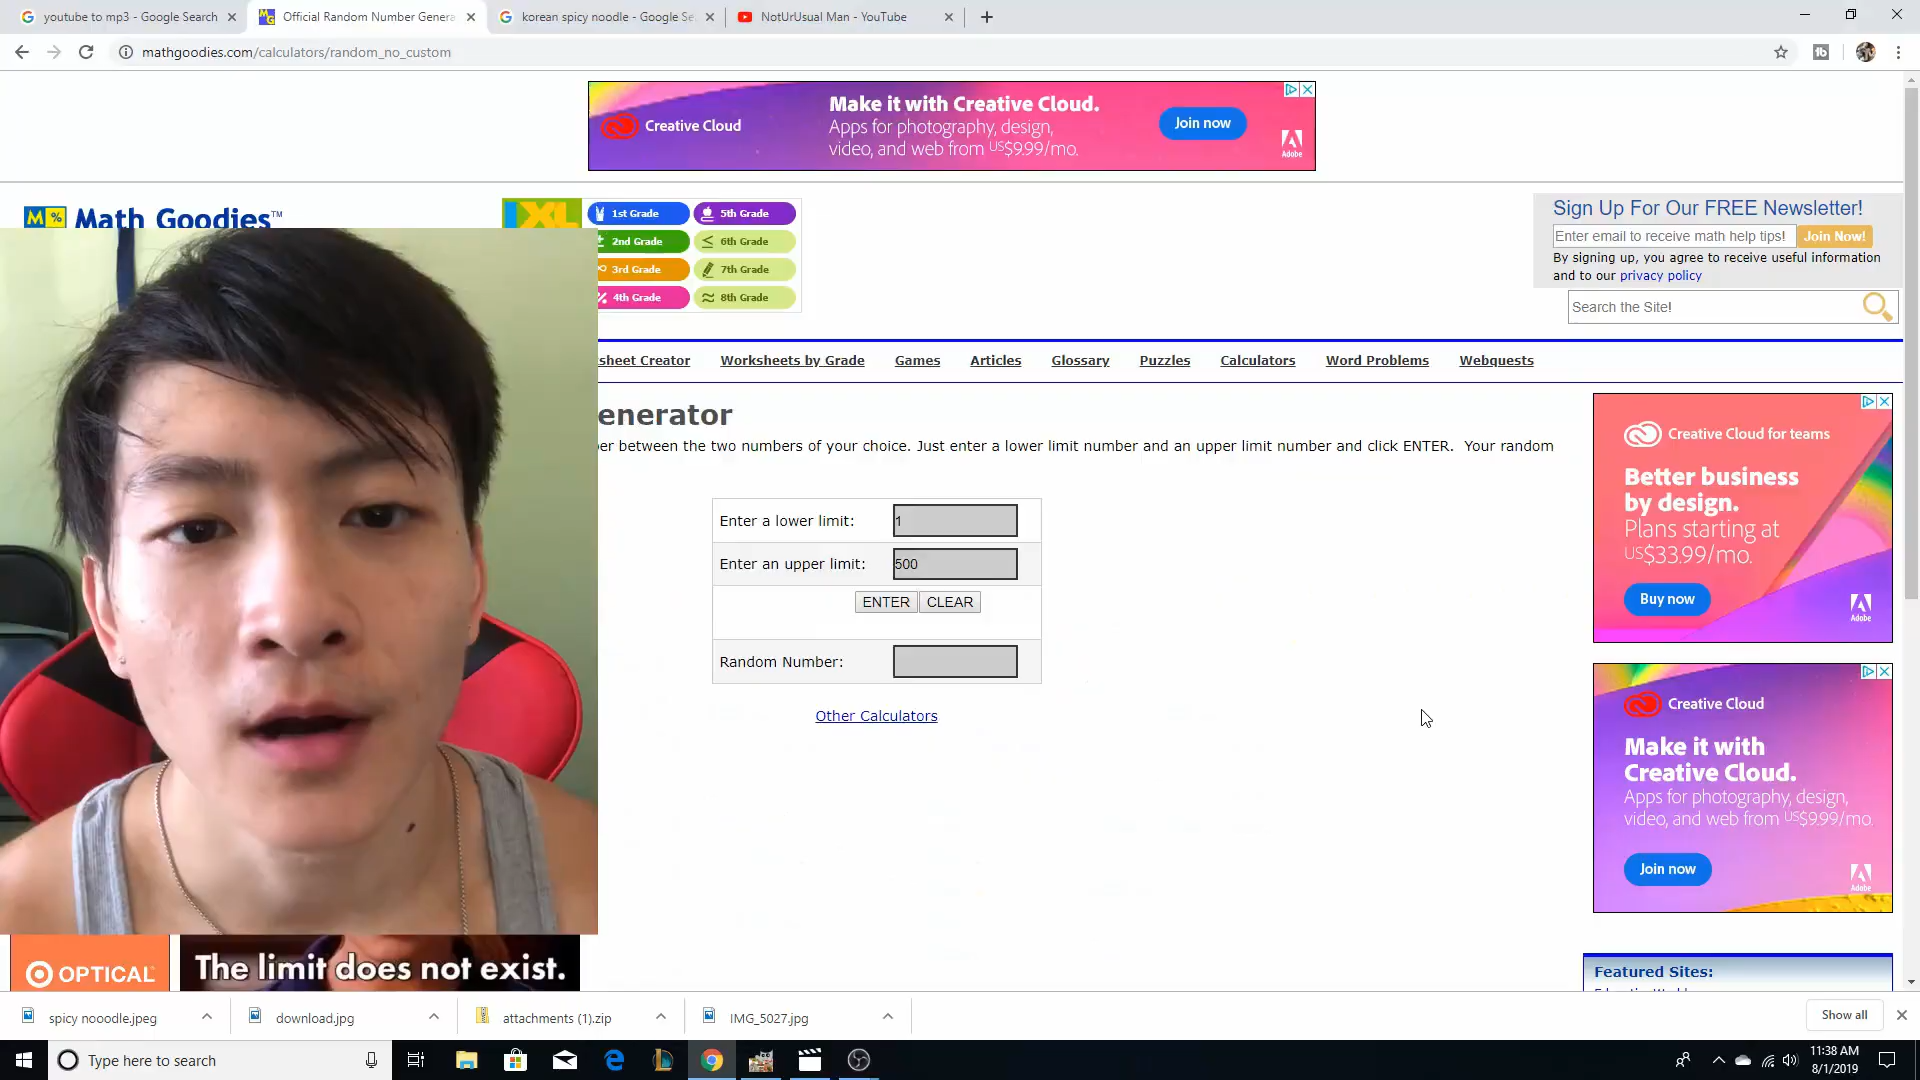 youtube to mp3 - Google Search
Official Random Number Genera
korean spicy noodle - Google Se
NotUrUsual Man - YouTube
mathgoodies.com/calculators/random_no_custom
Creative Cloud
Make it with Creative Cloud.
Apps for photography, design,
video, and web from US$9.99/mo.
Join now
Adobe
M% Math Goodies™
IXL
1st Grade
5th Grade
2nd Grade
6th Grade
3rd Grade
7th Grade
4th Grade
8th Grade
Sign Up For Our FREE Newsletter!
Enter email to receive math help tips!
Join Now!
By signing up, you agree to receive useful information
and to our privacy policy
Search the Site!
sheet Creator
Worksheets by Grade
Games
Articles
Glossary
Puzzles
Calculators
Word Problems
Webquests
enerator
er between the two numbers of your choice. Just enter a lower limit number and an upper limit number and click ENTER. Your random
Enter a lower limit: 1
Enter an upper limit: 500
ENTER CLEAR
Random Number:
Other Calculators
Creative Cloud for teams
Better business
by design.
Plans starting at
US$33.99/mo.
Buy now
Adobe
Creative Cloud
Make it with
Creative Cloud.
Apps for photography, design,
video, and web from US$9.99/mo.
Join now
Adobe
OPTICAL
The limit does not exist.
Featured Sites:
spicy nooodle.jpeg
download.jpg
attachments (1).zip
IMG_5027.jpg
Show all
Type here to search
11:38 AM
8/1/2019